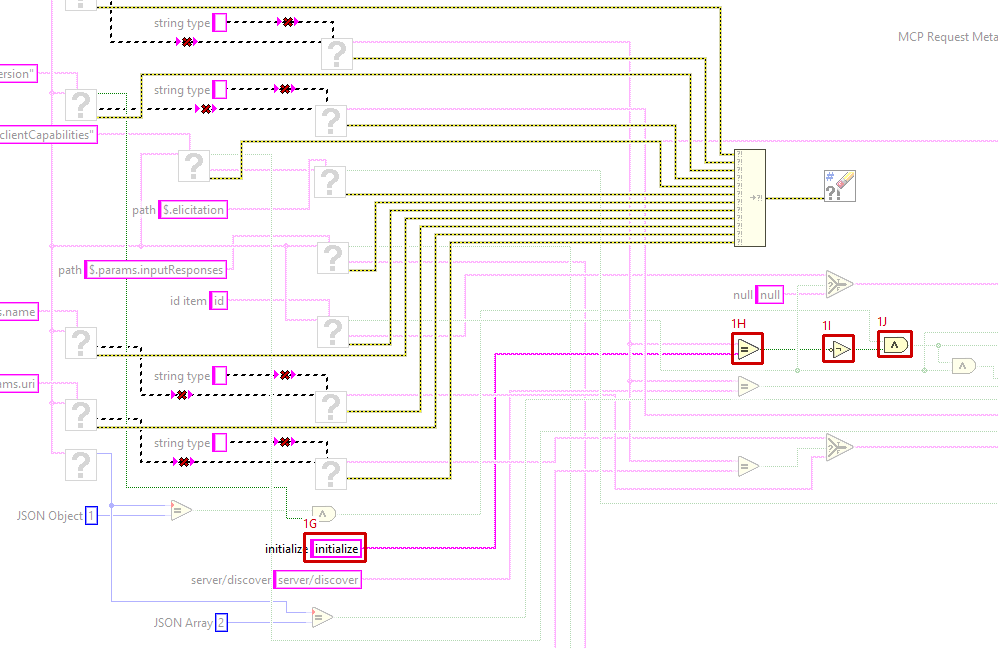 string type
MCP Request Meta
ersion"
string type
clientCapabilities"
path $.elicitation
path $.params.inputResponses
null null
id item id
s.name
1H
1I
1J
string type
ms.uri
string type
JSON Object 1
1G
initialize initialize
server/discover server/discover
JSON Array 2